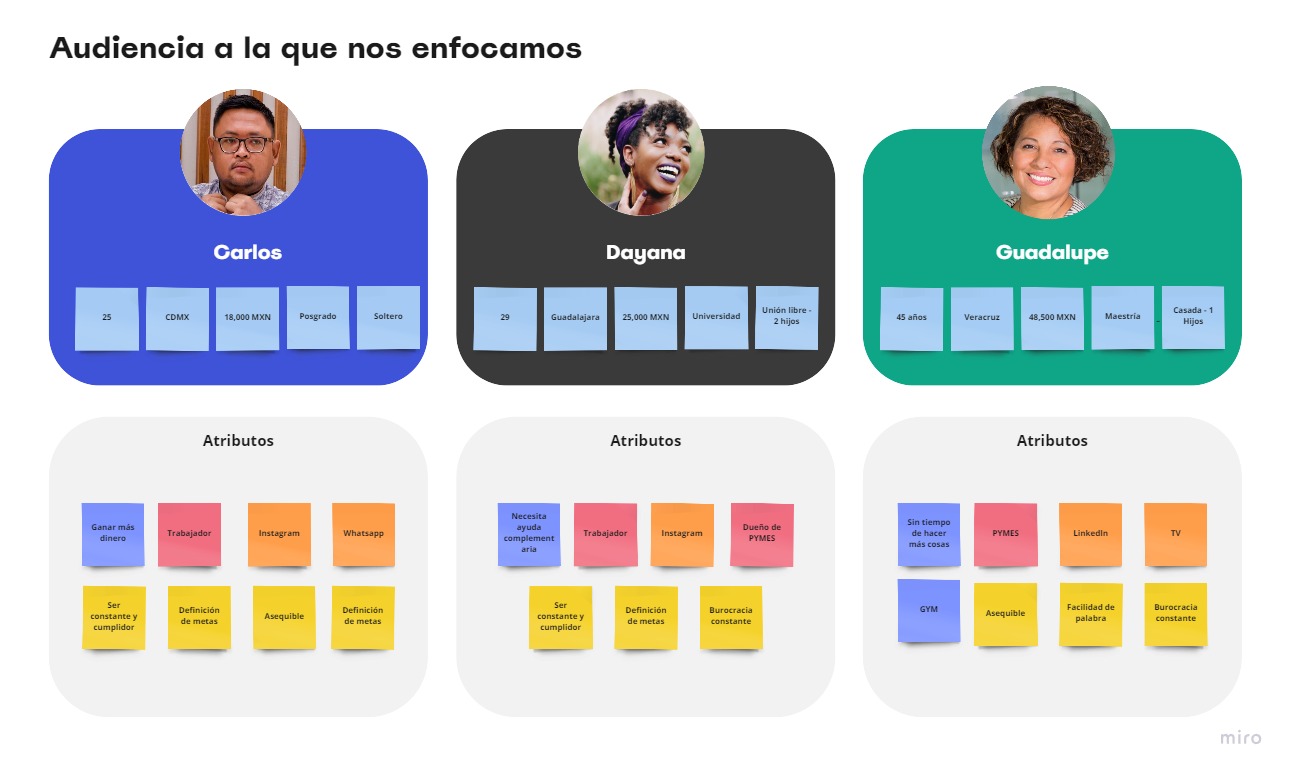 Audiencia a la que nos enfocamos
Carlos
25
CDMX
18,000 MXN
Posgrado
Soltero
Dayana
29
Guadalajara
25,000 MXN
Universidad
Unión libre -
2 hijos
Guadalupe
45 años
Veracruz
48,500 MXN
Maestría
Casada - 1
Hijos
Atributos
Ganar más
dinero
Trabajador
Instagram
Whatsapp
Ser
constante y
cumplidor
Definición
de metas
Asequible
Definición
de metas
Atributos
Necesita
ayuda
complement
aria
Trabajador
Instagram
Dueño de
PYMES
Ser
constante y
cumplidor
Definición
de metas
Burocracia
constante
Atributos
Sin tiempo
de hacer
más cosas
PYMES
LinkedIn
TV
GYM
Asequible
Facilidad de
palabra
Burocracia
constante
miro